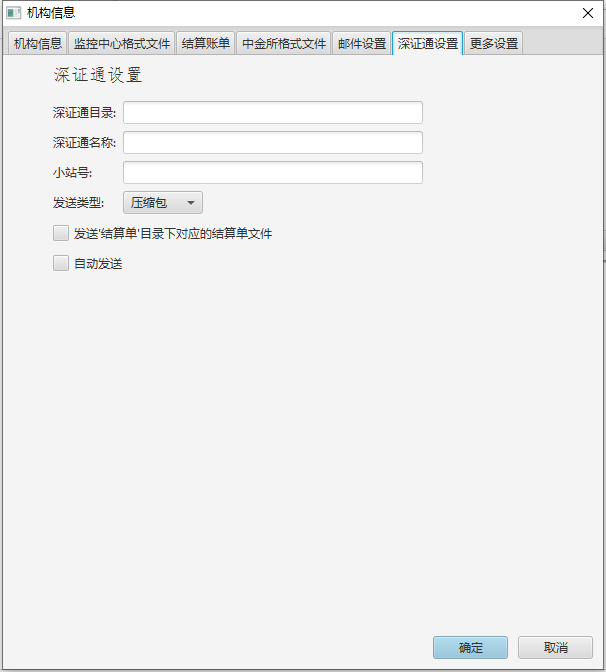 机构信息
机构信息 监控中心格式文件 结算账单 中金所格式文件 邮件设置 深证通设置 更多设置
深证通设置
深证通目录:
深证通名称:
小站号:
发送类型: 压缩包
发送'结算单'目录下对应的结算单文件
自动发送
确定 取消